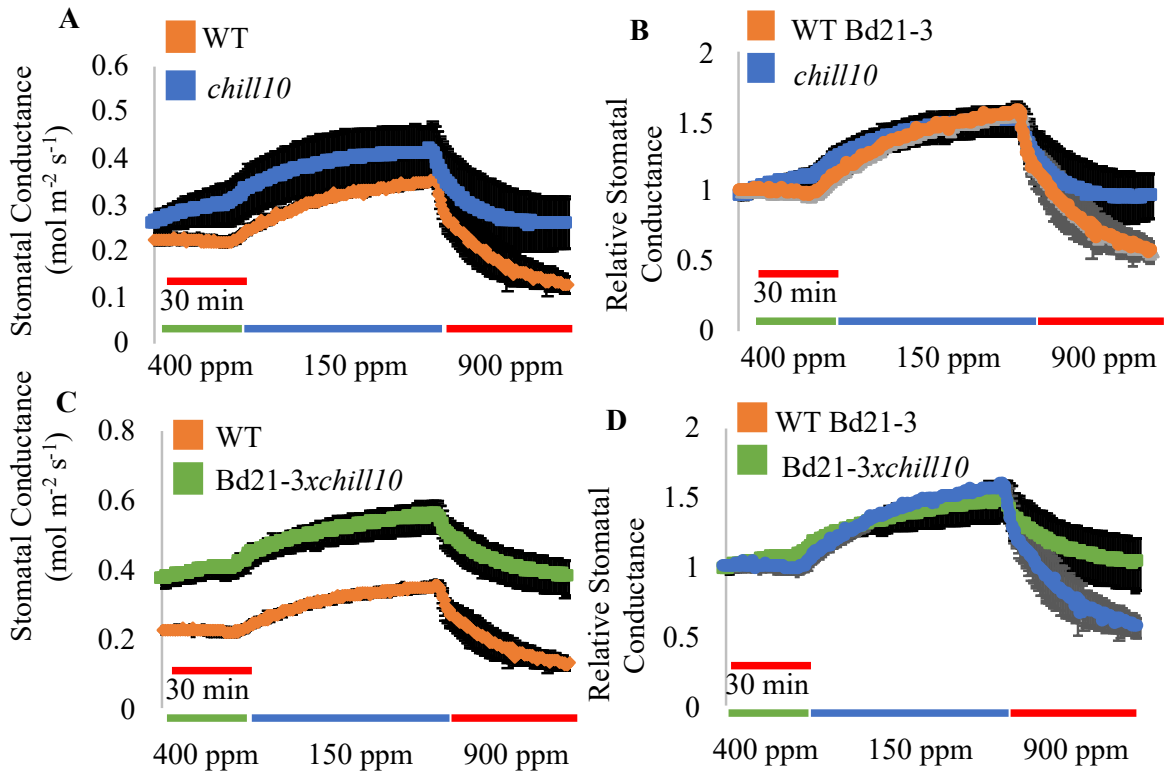 A
WT
chill10
Stomatal Conductance
(mol m-2 s-1)
0.6
0.5
0.4
0.3
0.2
0.1
0
30 min
400 ppm
150 ppm
900 ppm
B
WT Bd21-3
chill10
Relative Stomatal
Conductance
2
1.5
1
0.5
0
30 min
400 ppm
150 ppm
900 ppm
C
WT
Bd21-3xchill10
Stomatal Conductance
(mol m-2 s-1)
0.8
0.6
0.4
0.2
0
30 min
400 ppm
150 ppm
900 ppm
D
WT Bd21-3
Bd21-3xchill10
Relative Stomatal
Conductance
2
1.5
1
0.5
0
30 min
400 ppm
150 ppm
900 ppm